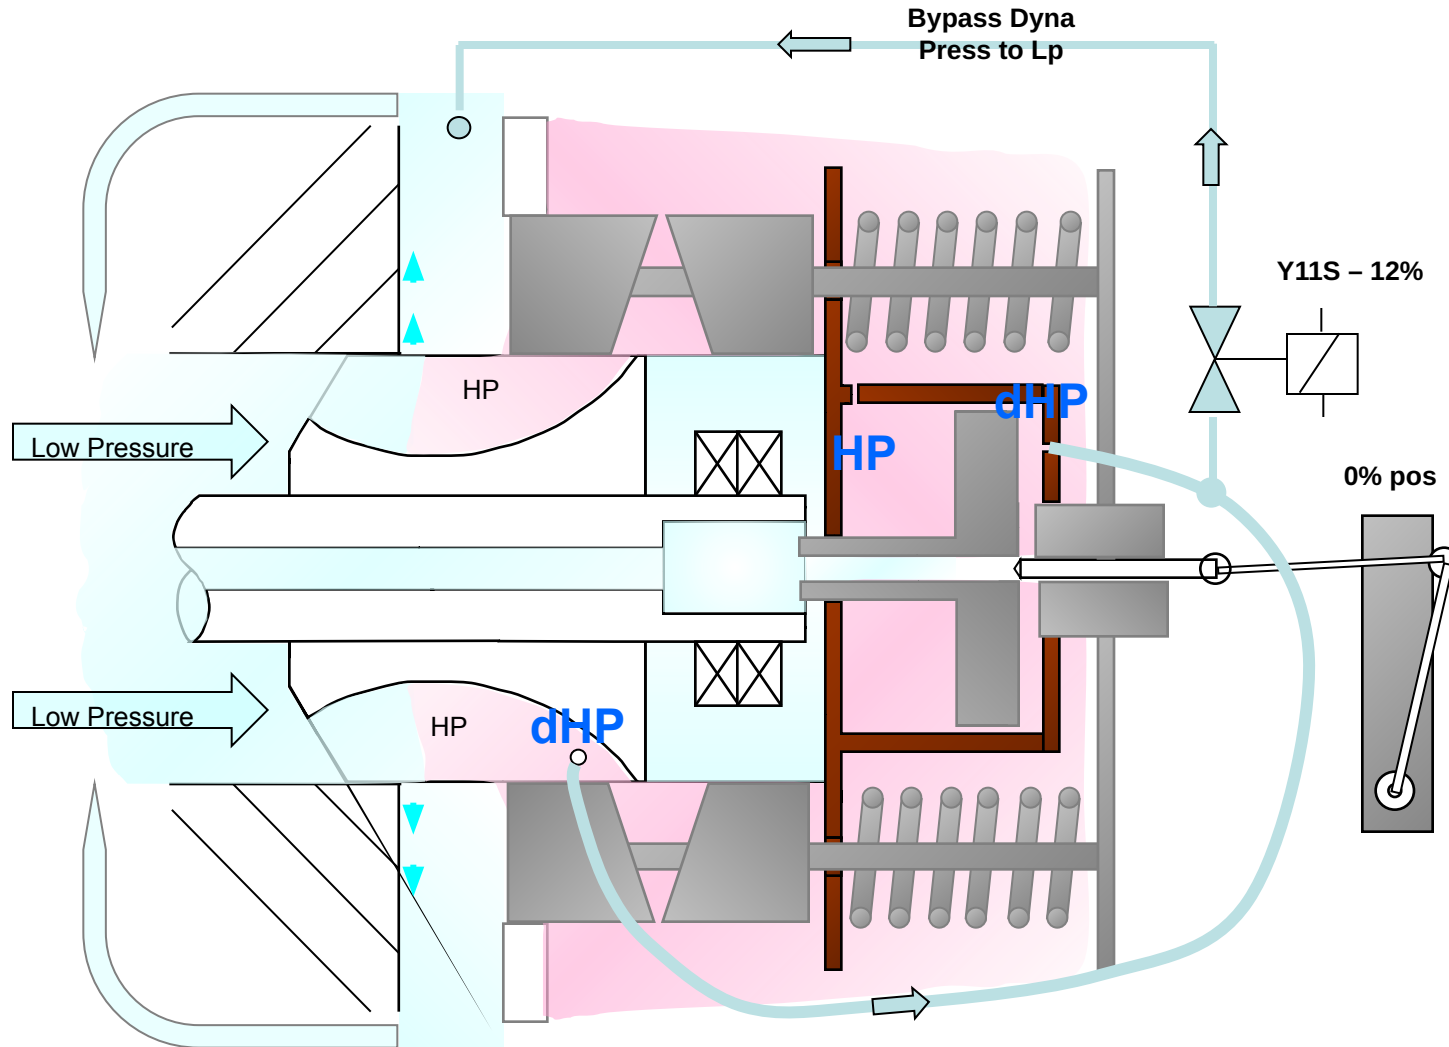 Bypass Dyna
Press to Lp
Y11S – 12%
HP
dHP
Low Pressure
HP
0% pos
Low Pressure
HP
dHP